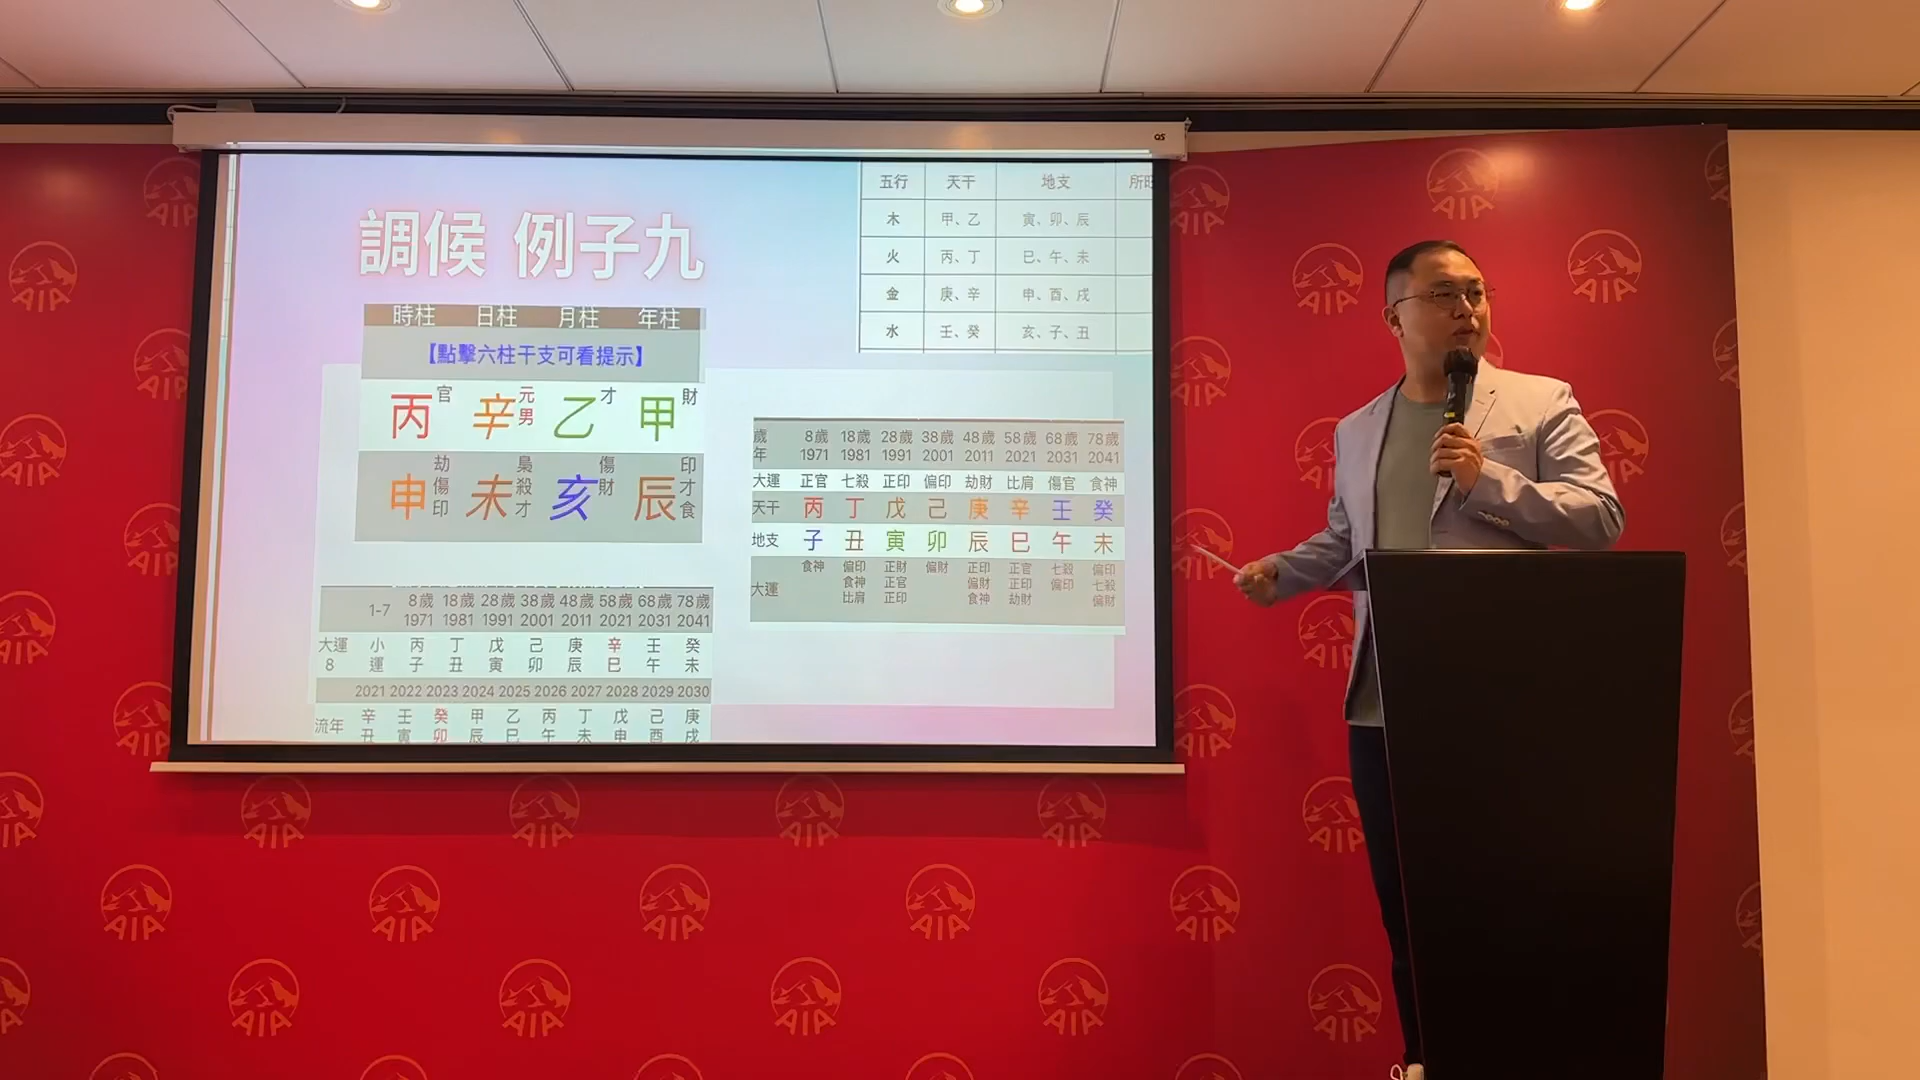 調候 例子九
時柱 日柱 月柱 年柱
【點擊六柱干支可看提示】
丙 官 辛 元男 乙 才 甲 財
申 劫傷印 未 梟殺才 亥 傷財 辰 印才食
1-7 8歲 18歲 28歲 38歲 48歲 58歲 68歲 78歲
1971 1981 1991 2001 2011 2021 2031 2041
大運 小 丙 丁 戊 己 庚 辛 壬 癸
8 運 子 丑 寅 卯 辰 巳 午 未
2021 2022 2023 2024 2025 2026 2027 2028 2029 2030
流年 辛 壬 癸 甲 乙 丙 丁 戊 己 庚
丑 寅 卯 辰 巳 午 未 申 酉 戌
五行 天干 地支 所旺
木 甲、乙 寅、卯、辰
火 丙、丁 巳、午、未
金 庚、辛 申、酉、戌
水 壬、癸 亥、子、丑
歲 8歲 18歲 28歲 38歲 48歲 58歲 68歲 78歲
年 1971 1981 1991 2001 2011 2021 2031 2041
大運 正官 七殺 正印 偏印 劫財 比肩 傷官 食神
天干 丙 丁 戊 己 庚 辛 壬 癸
地支 子 丑 寅 卯 辰 巳 午 未
大運 食神 偏印 正財 偏財 正印 正官 七殺 偏印
食神 正官 偏財 正印 偏印 七殺
比肩 正印 食神 劫財 偏財
AIA